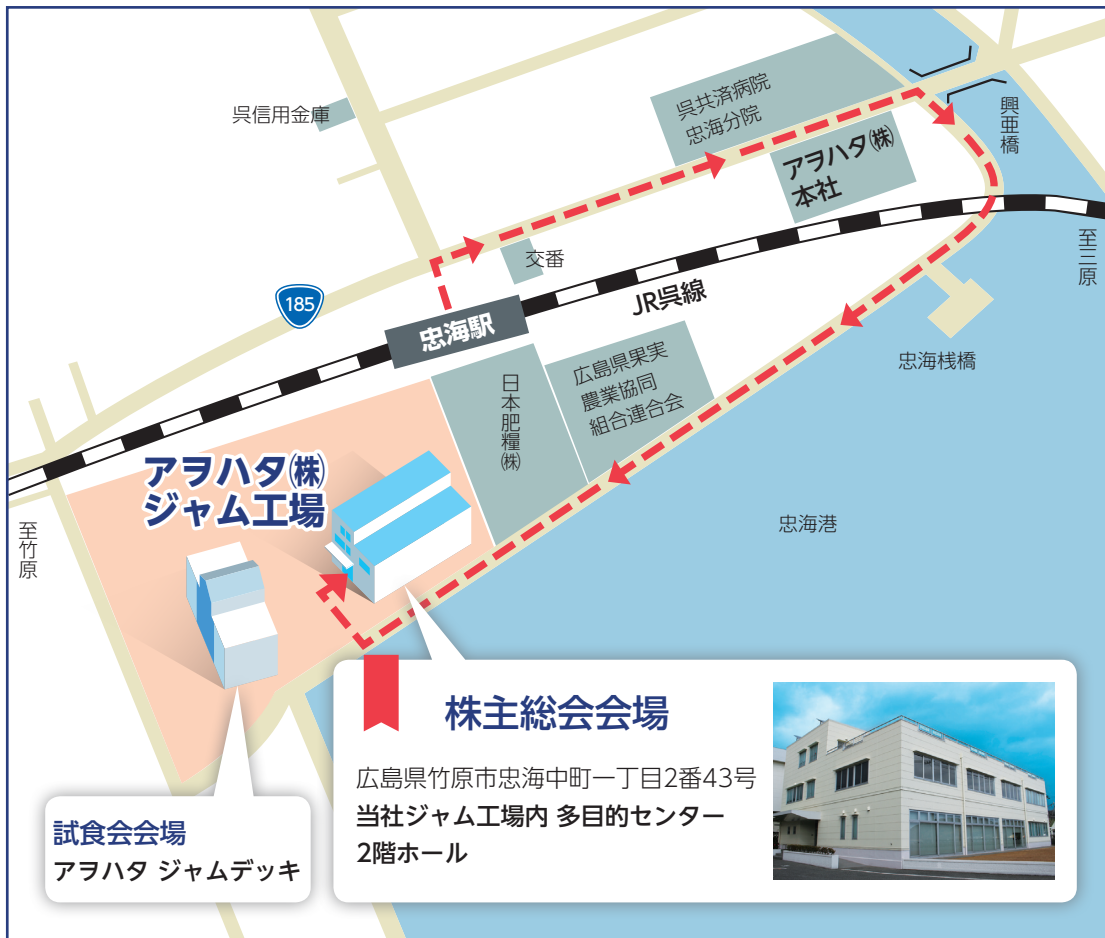 呉信用金庫
呉共済病院
忠海分院
興亜橋
アヲハタ㈱
本社
至三原
交番
185
JR呉線
忠海駅
忠海桟橋
日本肥糧㈱
広島県果実
農業協同
組合連合会
アヲハタ㈱
ジャム工場
忠海港
至竹原
株主総会会場
広島県竹原市忠海中町一丁目2番43号
当社ジャム工場内 多目的センター
2階ホール
試食会会場
アヲハタ ジャムデッキ